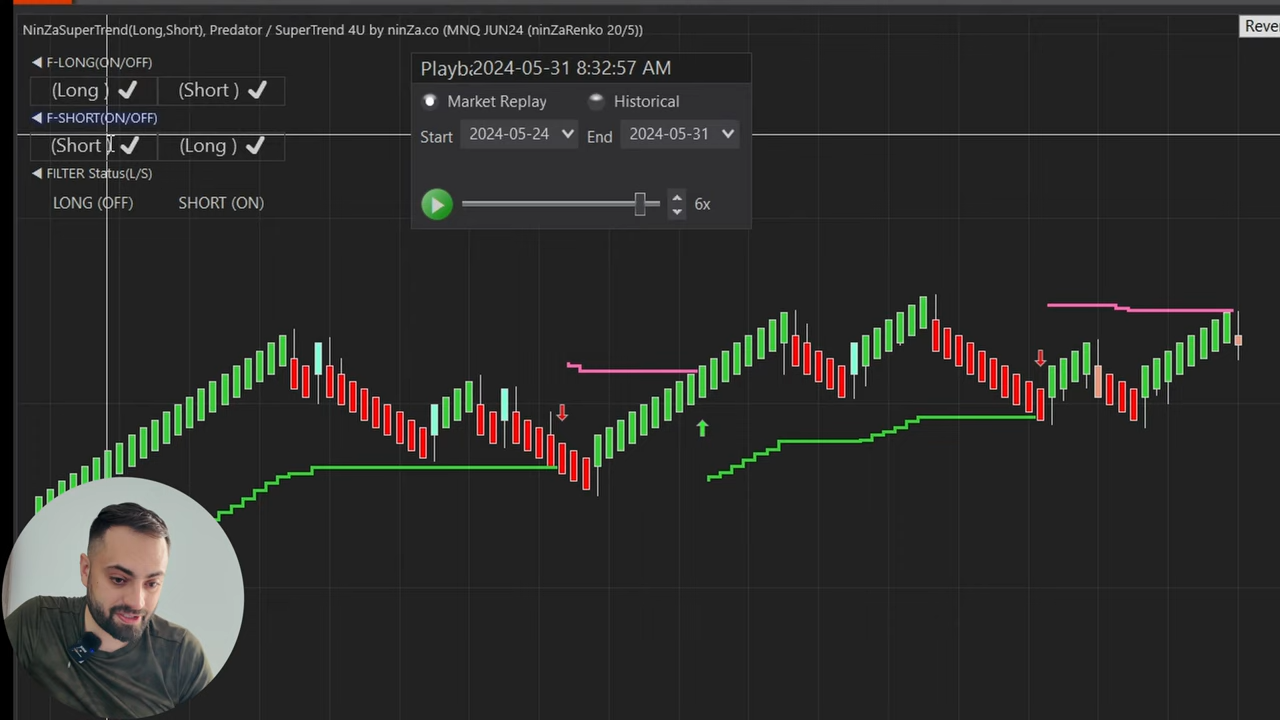 NinZaSuperTrend(Long,Short), Predator / SuperTrend 4U by ninZa.co (MNQ JUN24 (ninZaRenko 20/5))
Reve
F-LONG(ON/OFF)
(Long ) (Short )
F-SHORT(ON/OFF)
(Short ) (Long )
FILTER Status(L/S)
LONG (OFF) SHORT (ON)
Playba 2024-05-31 8:32:57 AM
Market Replay Historical
Start 2024-05-24 End 2024-05-31
6x